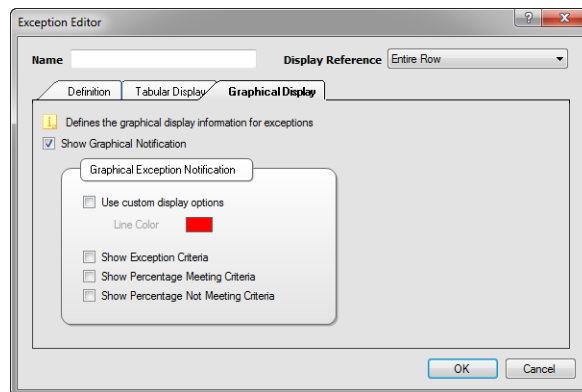 Exception Editor
Name
Display Reference Entire Row
Definition Tabular Display Graphical Display
Defines the graphical display information for exceptions
Show Graphical Notification
Graphical Exception Notification
Use custom display options
Line Color
Show Exception Criteria
Show Percentage Meeting Criteria
Show Percentage Not Meeting Criteria
OK Cancel